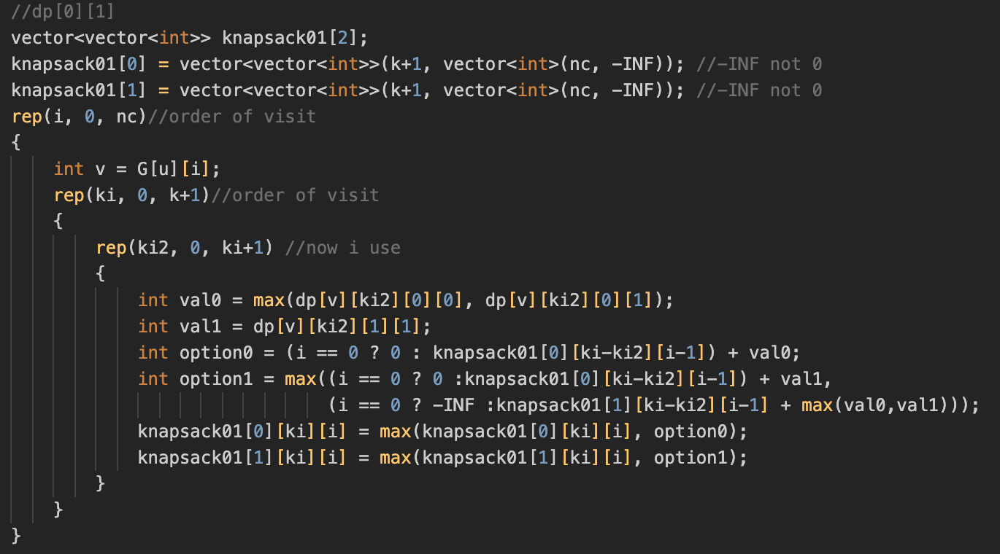 //dp[0][1]
vector<vector<int>> knapsack01[2];
knapsack01[0] = vector<vector<int>>(k+1, vector<int>(nc, -INF)); //-INF not 0
knapsack01[1] = vector<vector<int>>(k+1, vector<int>(nc, -INF)); //-INF not 0
rep(i, 0, nc)//order of visit
{
    int v = G[u][i];
    rep(ki, 0, k+1)//order of visit
    {
        rep(ki2, 0, ki+1) //now i use
        {
            int val0 = max(dp[v][ki2][0][0], dp[v][ki2][0][1]);
            int val1 = dp[v][ki2][1][1];
            int option0 = (i == 0 ? 0 : knapsack01[0][ki-ki2][i-1]) + val0;
            int option1 = max((i == 0 ? 0 :knapsack01[0][ki-ki2][i-1]) + val1,
                              (i == 0 ? -INF :knapsack01[1][ki-ki2][i-1] + max(val0,val1)));
            knapsack01[0][ki][i] = max(knapsack01[0][ki][i], option0);
            knapsack01[1][ki][i] = max(knapsack01[1][ki][i], option1);
        }
    }
}